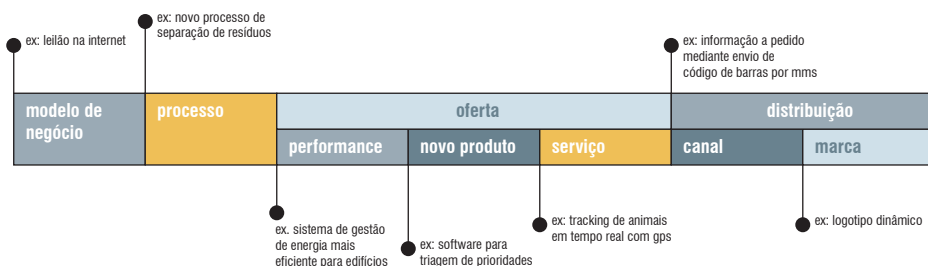 ex: novo processo de
separação de resíduos
ex: leilão na internet
ex: informação a pedido
mediante envio de
código de barras por mms
modelo de
negócio
processo
oferta
distribuição
performance
novo produto
serviço
canal
marca
ex. sistema de gestão
de energia mais
eficiente para edifícios
ex: software para
triagem de prioridades
ex: tracking de animais
em tempo real com gps
ex: logotipo dinâmico